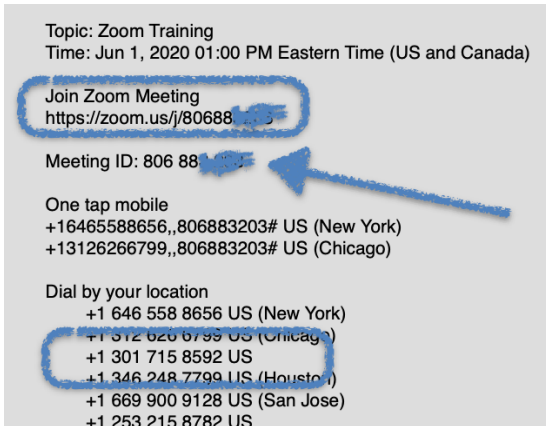 Topic: Zoom Training
Time: Jun 1, 2020 01:00 PM Eastern Time (US and Canada)
Join Zoom Meeting
https://zoom.us/j/80688
Meeting ID: 806 88
One tap mobile
+16465588656,,806883203# US (New York)
+13126266799,,806883203# US (Chicago)
Dial by your location
+1 646 558 8656 US (New York)
+1 312 626 6799 US (Chicago)
+1 301 715 8592 US
+1 346 248 7799 US (Houston)
+1 669 900 9128 US (San Jose)
+1 253 215 8782 US